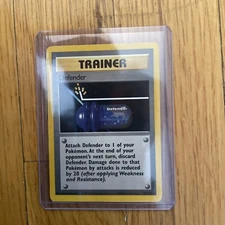 TRAINER
Defender
Defender
Attach Defender to 1 of your
Pokémon. At the end of your
opponent's next turn, discard
Defender. Damage done to that
Pokémon by attacks is reduced
by 20 (after applying Weakness
and Resistance).